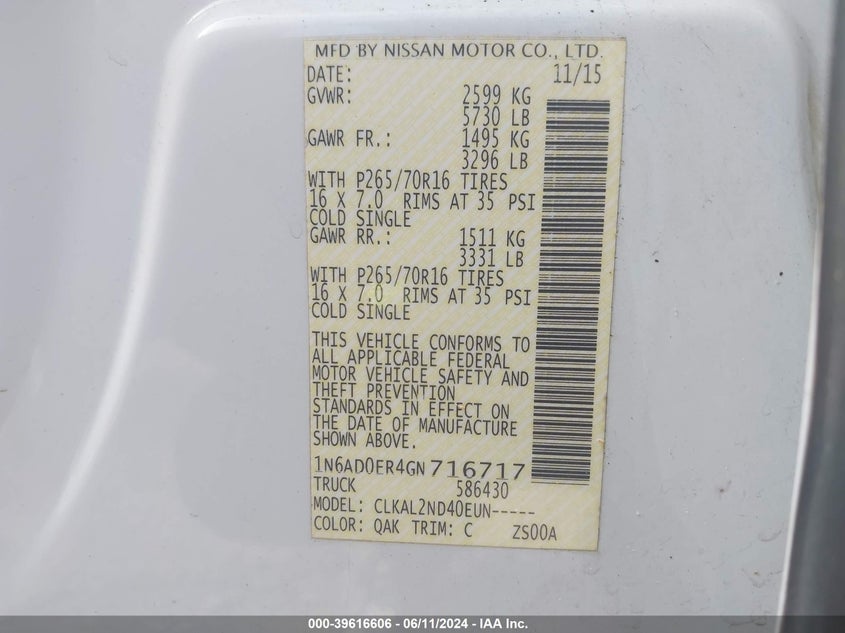 MFD BY NISSAN MOTOR CO., LTD.
DATE: 11/15
GVWR: 2599 KG
5730 LB
GAWR FR.: 1495 KG
3296 LB
WITH P265/70R16 TIRES
16 X 7.0 RIMS AT 35 PSI
COLD SINGLE
GAWR RR.: 1511 KG
3331 LB
WITH P265/70R16 TIRES
16 X 7.0 RIMS AT 35 PSI
COLD SINGLE
THIS VEHICLE CONFORMS TO
ALL APPLICABLE FEDERAL
MOTOR VEHICLE SAFETY AND
THEFT PREVENTION
STANDARDS IN EFFECT ON
THE DATE OF MANUFACTURE
SHOWN ABOVE.
1N6AD0ER4GN716717
TRUCK 586430
MODEL: CLKAL2ND40EUN-----
COLOR: QAK TRIM: C ZS00A
000-39616606 - 06/11/2024 - IAA Inc.